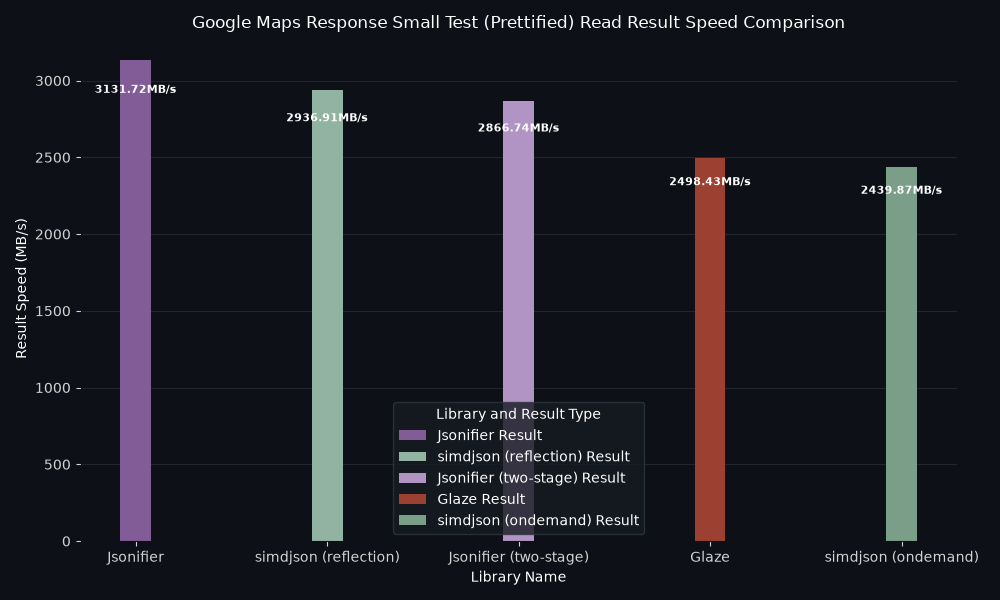 Google Maps Response Small Test (Prettified) Read Result Speed Comparison
Result Speed (MB/s)
3000
2500
2000
1500
1000
500
0
3131.72MB/s
2936.91MB/s
2866.74MB/s
2498.43MB/s
2439.87MB/s
Library and Result Type
Jsonifier Result
simdjson (reflection) Result
Jsonifier (two-stage) Result
Glaze Result
simdjson (ondemand) Result
Jsonifier
simdjson (reflection)
Jsonifier (two-stage)
Glaze
simdjson (ondemand)
Library Name